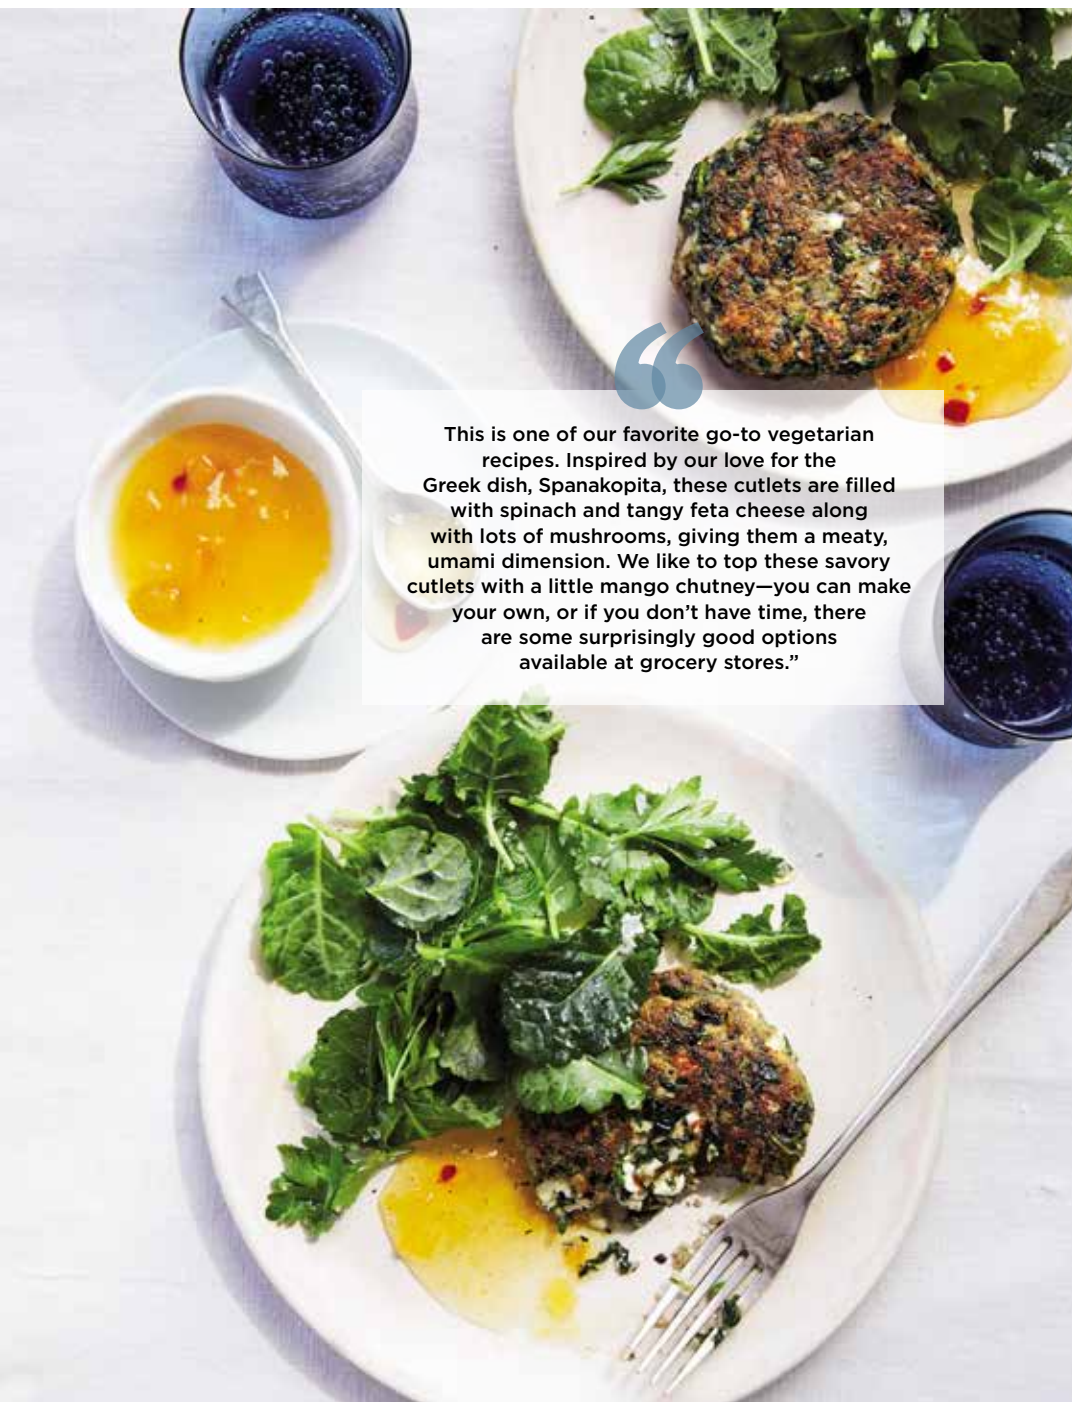 “
This is one of our favorite go-to vegetarian
recipes. Inspired by our love for the
Greek dish, Spanakopita, these cutlets are filled
with spinach and tangy feta cheese along
with lots of mushrooms, giving them a meaty,
umami dimension. We like to top these savory
cutlets with a little mango chutney—you can make
your own, or if you don’t have time, there
are some surprisingly good options
available at grocery stores.”